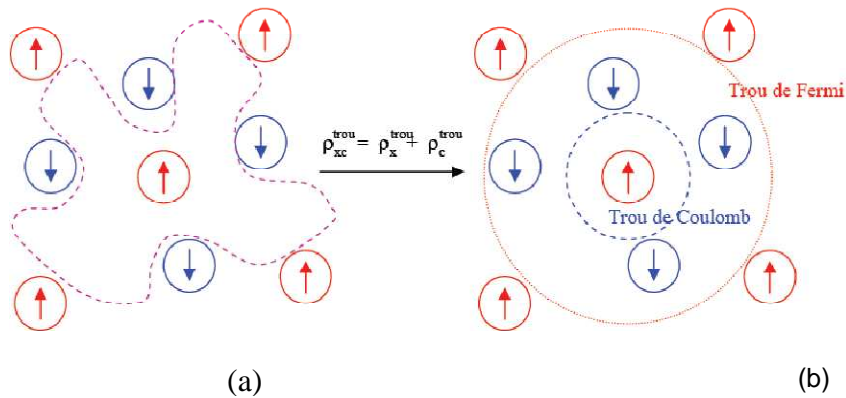 Trou de Fermi
ρ_xc^trou = ρ_x^trou + ρ_c^trou
Trou de Coulomb
(a)
(b)